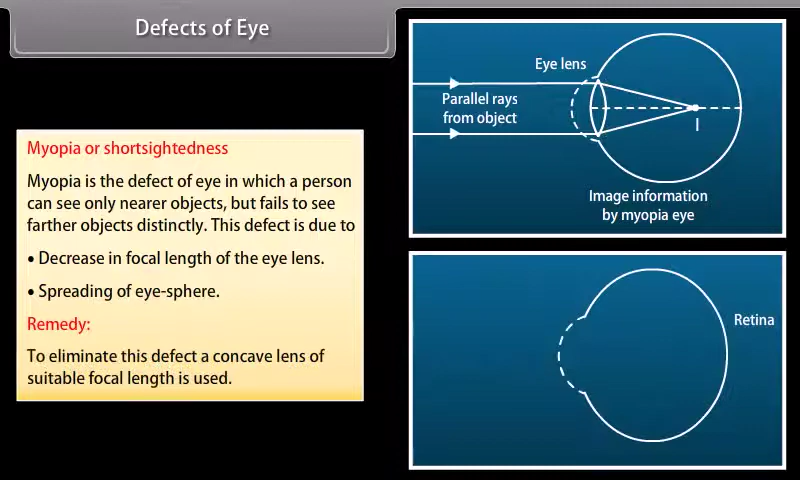 Defects of Eye
Myopia or shortsightedness
Myopia is the defect of eye in which a person
can see only nearer objects, but fails to see
farther objects distinctly. This defect is due to
• Decrease in focal length of the eye lens.
• Spreading of eye-sphere.
Remedy:
To eliminate this defect a concave lens of
suitable focal length is used.
Eye lens
Parallel rays
from object
I
Image information
by myopia eye
Retina